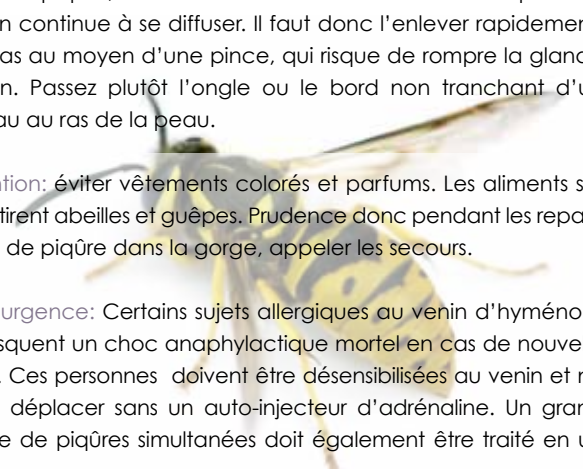 n continue à se diffuser. Il faut donc l'enlever rapidement
as au moyen d'une pince, qui risque de rompre la gland
n. Passez plutôt l'ongle ou le bord non tranchant d'u
au au ras de la peau.
ntion: éviter vêtements colorés et parfums. Les aliments s
tirent abeilles et guêpes. Prudence donc pendant les repa
de piqûre dans la gorge, appeler les secours.
urgence: Certains sujets allergiques au venin d'hyméno
squent un choc anaphylactique mortel en cas de nouve
. Ces personnes doivent être désensibilisées au venin et n
déplacer sans un auto-injecteur d'adrénaline. Un gran
e de piqûres simultanées doit également être traité en u